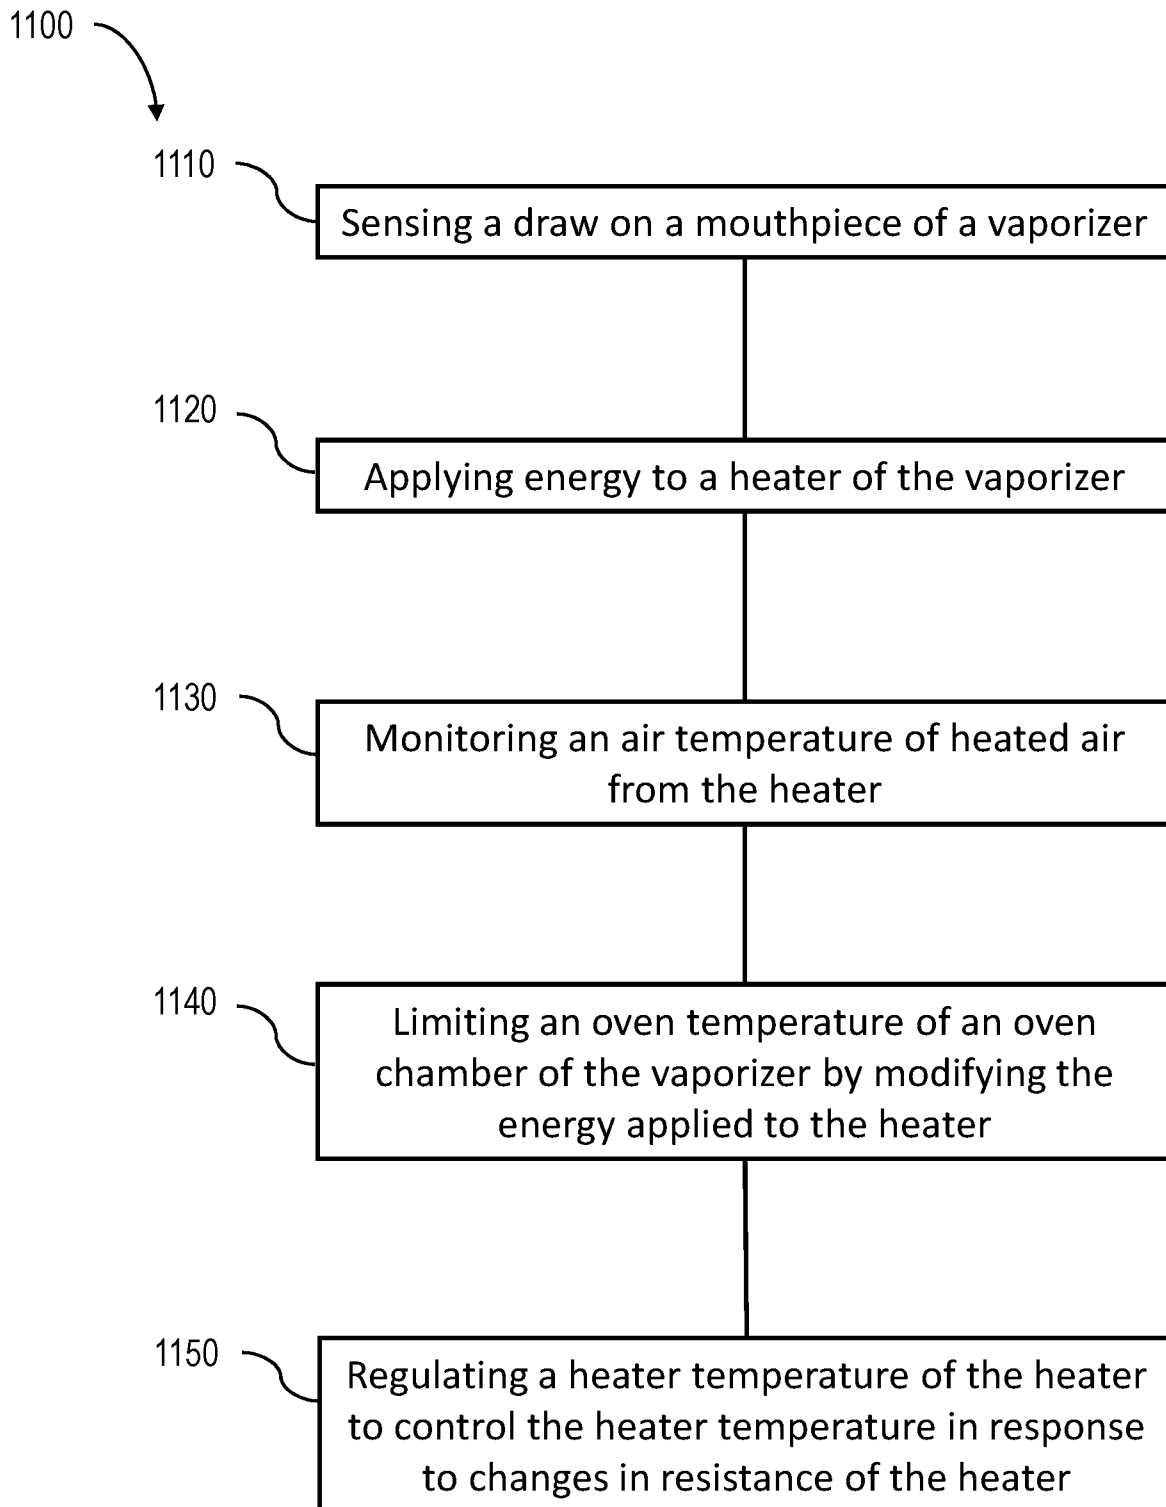 1100
1110
Sensing a draw on a mouthpiece of a vaporizer
1120
Applying energy to a heater of the vaporizer
1130
Monitoring an air temperature of heated air
from the heater
1140
Limiting an oven temperature of an oven
chamber of the vaporizer by modifying the
energy applied to the heater
1150
Regulating a heater temperature of the heater
to control the heater temperature in response
to changes in resistance of the heater